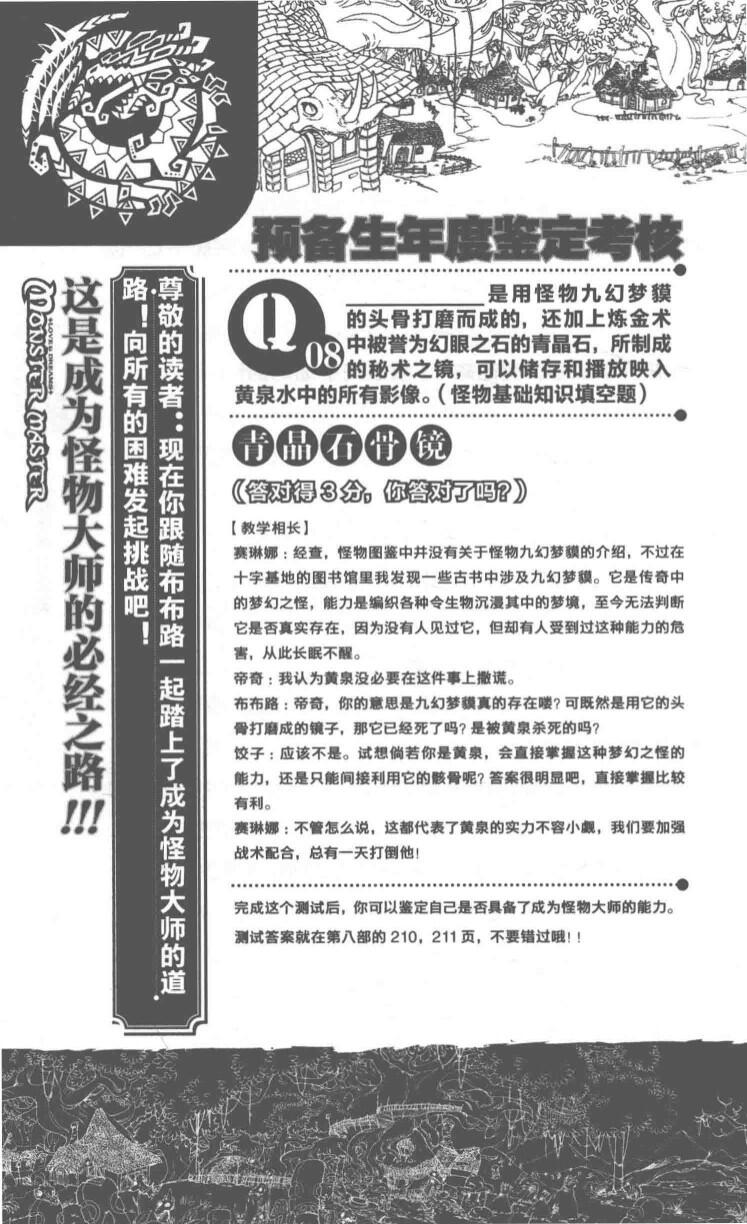 预备生年度鉴定考核
Q08
____________是用怪物九幻梦貘
的头骨打磨而成的，还加上炼金术
中被誉为幻眼之石的青晶石，所制成
的秘术之镜，可以储存和播放映入
黄泉水中的所有影像。（怪物基础知识填空题）
青晶石骨镜
（答对得3分，你答对了吗？）
【教学相长】
赛琳娜：经查，怪物图鉴中并没有关于怪物九幻梦貘的介绍，不过在
十字基地的图书馆里我发现一些古书中涉及九幻梦貘。它是传奇中
的梦幻之怪，能力是编织各种令生物沉漫其中的梦境，至今无法判断
它是否真实存在，因为没有人见过它，但却有人受到过这种能力的危
害，从此长眠不醒。
帝奇：我认为黄泉没必要在这件事上撒谎。
布布路：帝奇，你的意思是九幻梦貘真的存在喽？可既然是用它的头
骨打磨成的镜子，那它已经死了吗？是被黄泉杀死的吗？
饺子：应该不是。试想倘若你是黄泉，会直接掌握这种梦幻之怪的
能力，还是只能间接利用它的骸骨呢？答案很明显吧，直接掌握比较
有利。
赛琳娜：不管怎么说，这都代表了黄泉的实力不容小觑，我们要加强
战术配合，总有一天打倒他！
完成这个测试后，你可以鉴定自己是否具备了成为怪物大师的能力。
测试答案就在第八部的210，211页，不要错过哦！！
尊敬的读者：现在你跟随布布路一起踏上了成为怪物大师的道
路！向所有的困难发起挑战吧！
这是成为怪物大师的必经之路!!!
LOVE & DREAMS
MONSTER MASTER